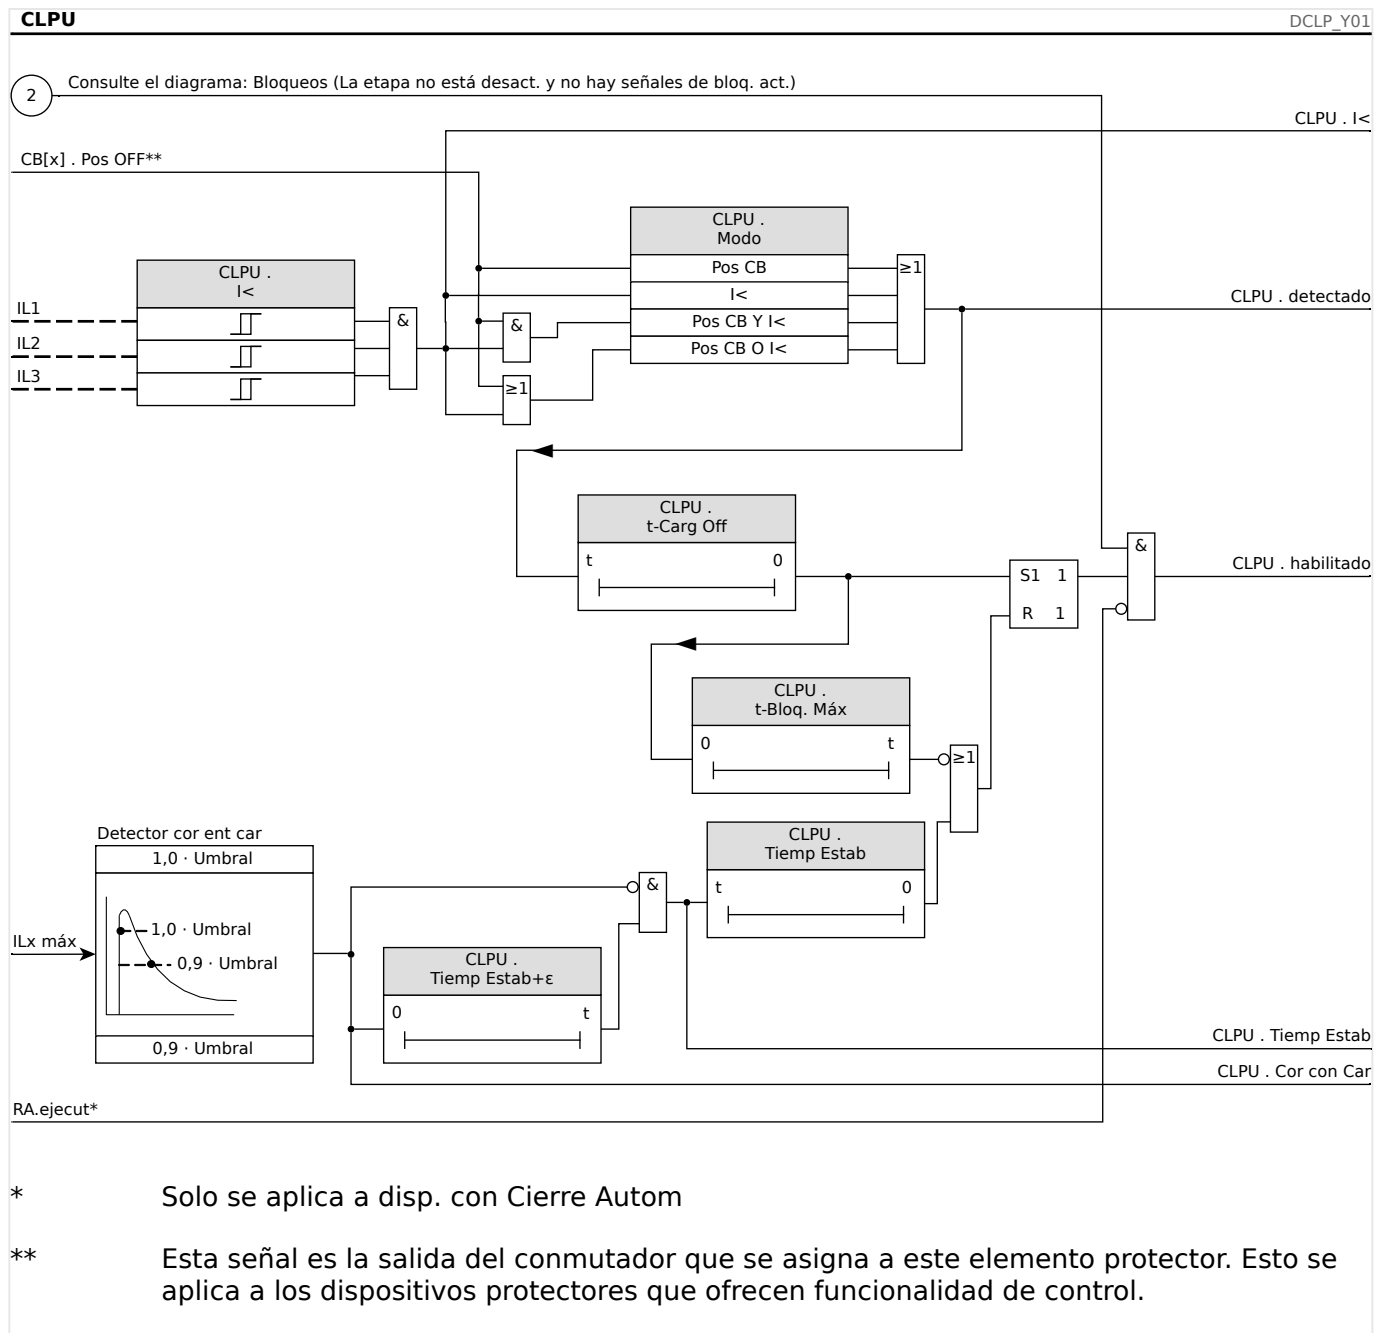 CLPU
DCLP_Y01
2
Consulte el diagrama: Bloqueos (La etapa no está desact. y no hay señales de bloq. act.)
CLPU . I<
CB[x] . Pos OFF**
CLPU .
Modo
Pos CB
I<
Pos CB Y I<
Pos CB O I<
≥1
CLPU .
I<
IL1
IL2
IL3
&
&
≥1
CLPU . detectado
CLPU .
t-Carg Off
t 0
&
CLPU . habilitado
S1 1
R 1
CLPU .
t-Bloq. Máx
0 t
≥1
Detector cor ent car
1,0 · Umbral
1,0 · Umbral
0,9 · Umbral
0,9 · Umbral
ILx máx
&
CLPU .
Tiemp Estab
t 0
CLPU .
Tiemp Estab+ε
0 t
CLPU . Tiemp Estab
CLPU . Cor con Car
RA.ejecut*
* Solo se aplica a disp. con Cierre Autom
** Esta señal es la salida del conmutador que se asigna a este elemento protector. Esto se
aplica a los dispositivos protectores que ofrecen funcionalidad de control.